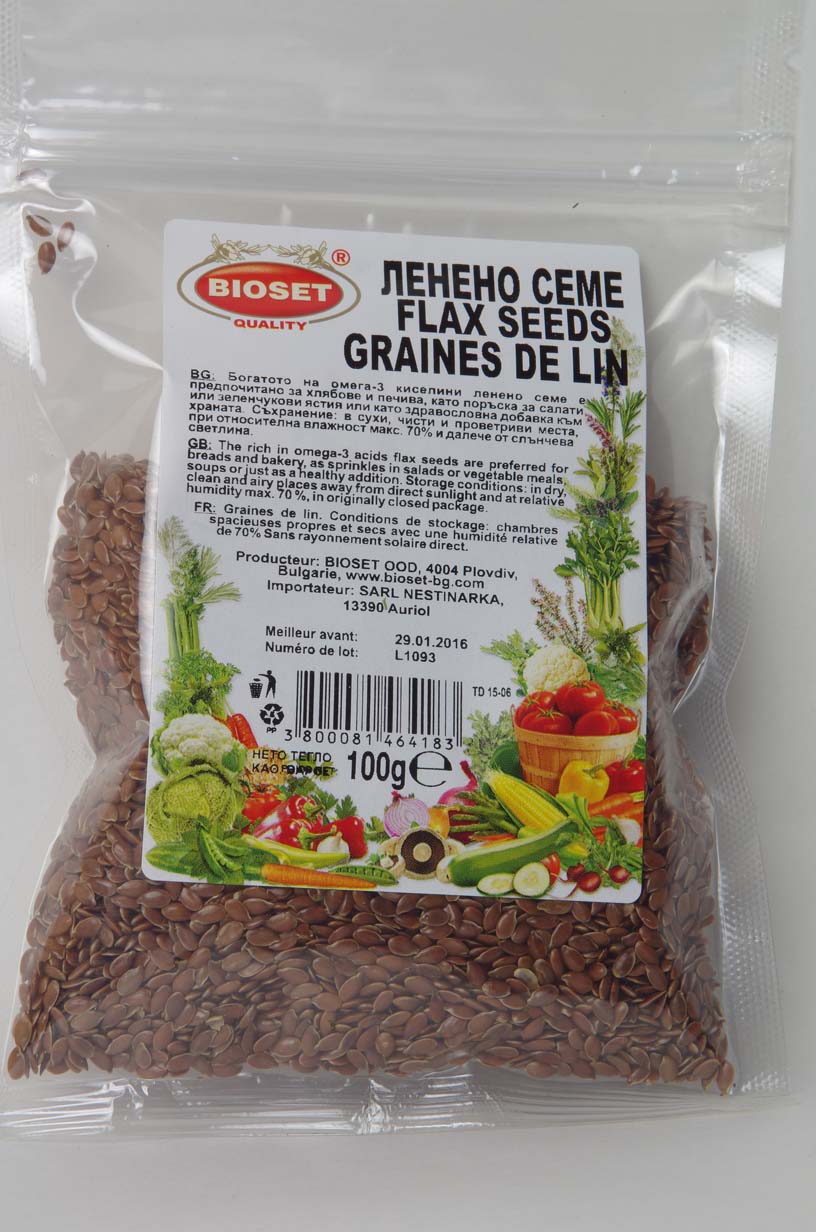 BIOSET
®
QUALITY
ЛЕНЕНО СЕМЕ
FLAX SEEDS
GRAINES DE LIN
BG: Богатото на омега-3 киселини ленено семе е
предпочитано за хлябове и печива, като поръска за салати
или зеленчукови ястия или като здравословна добавка към
храната. Съхранение: в сухи, чисти и проветриви места,
при относителна влажност макс. 70% и далече от слънчева
светлина.
GB: The rich in omega-3 acids flax seeds are preferred for
breads and bakery, as sprinkles in salads or vegetable meals,
soups or just as a healthy addition. Storage conditions: in dry,
clean and airy places away from direct sunlight and at relative
humidity max. 70 %, in originally closed package.
FR: Graines de lin. Conditions de stockage: chambres
spacieuses propres et secs avec une humidité relative
de 70% Sans rayonnement solaire direct.
Producteur: BIOSET OOD, 4004 Plovdiv,
Bulgarie, www.bioset-bg.com
Importateur: SARL NESTINARKA,
13390 Auriol
Meilleur avant: 29.01.2016
Numéro de lot: L1093
TD 15-06
PP
3 800081 464183
НЕТО ТЕГЛО
100g℮